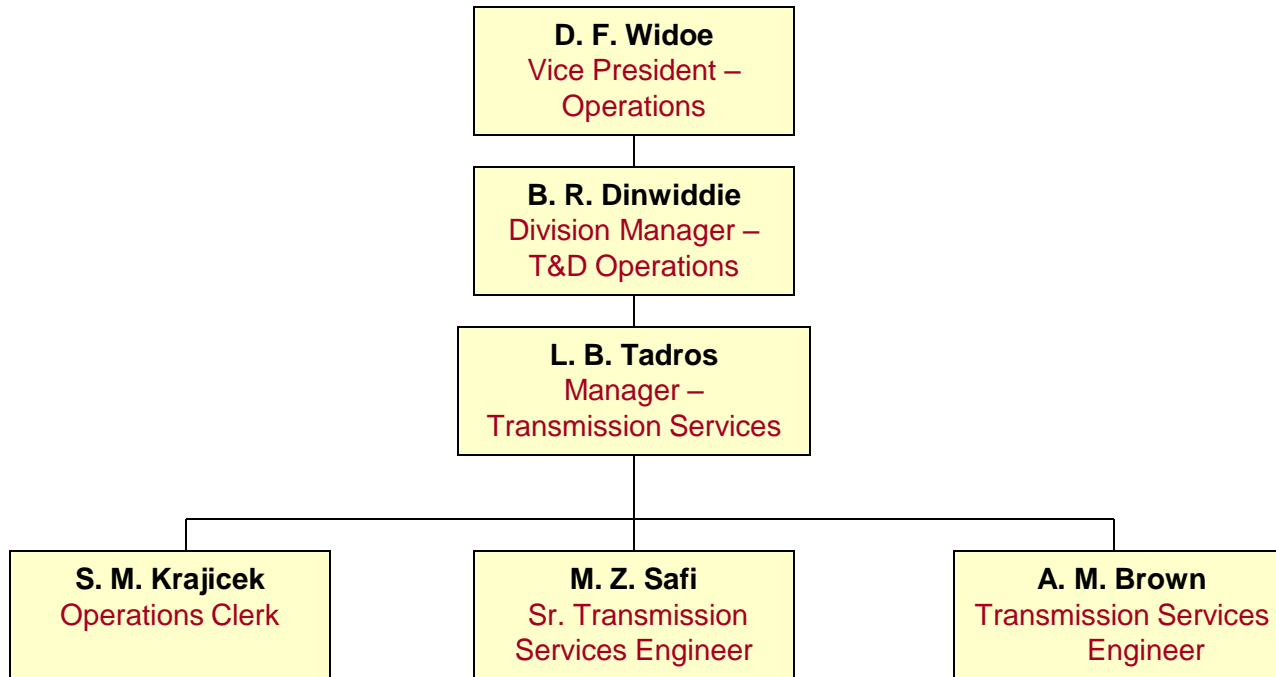 D. F. Widoe
Vice President –
Operations
B. R. Dinwiddie
Division Manager –
T&D Operations
L. B. Tadros
Manager –
Transmission Services
S. M. Krajicek
Operations Clerk
M. Z. Safi
Sr. Transmission
Services Engineer
A. M. Brown
Transmission Services
Engineer